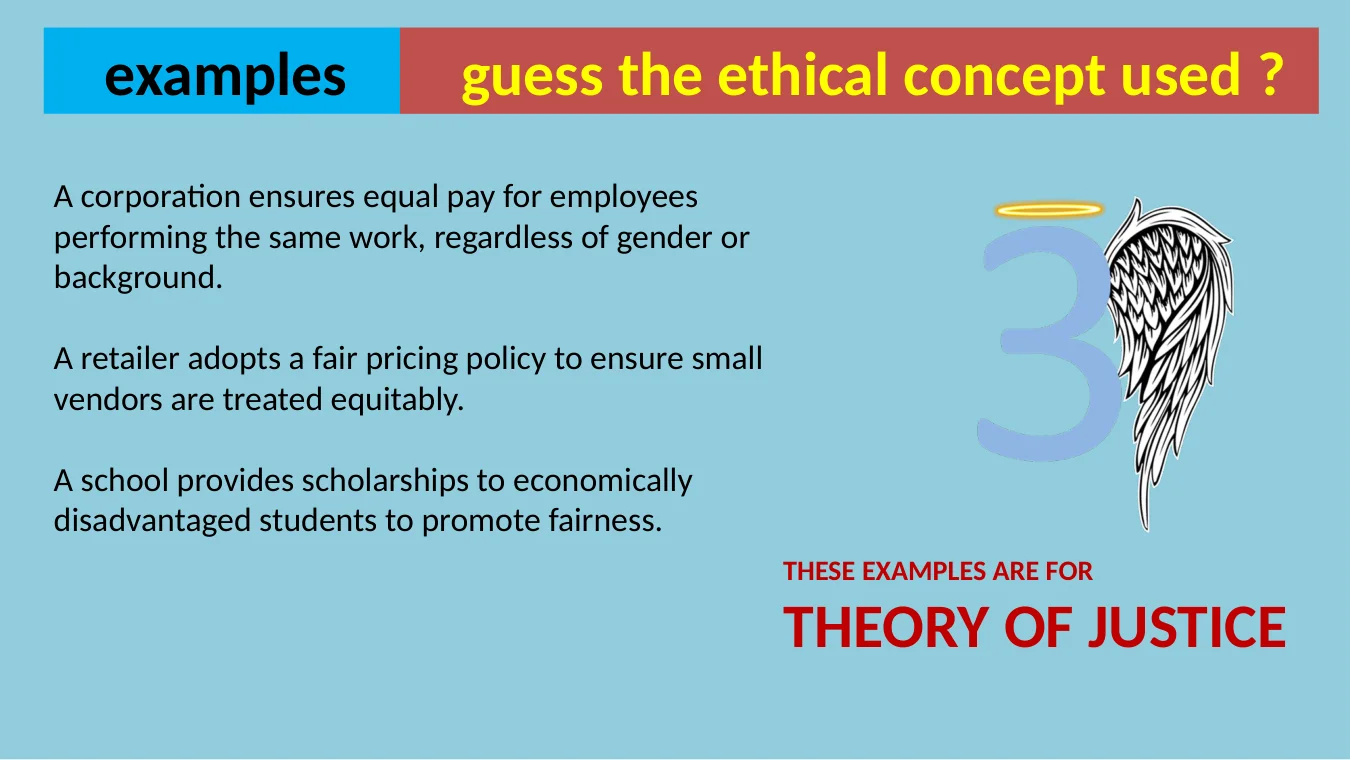 examples
guess the ethical concept used ?
A corporation ensures equal pay for employees
performing the same work, regardless of gender or
background.
A retailer adopts a fair pricing policy to ensure small
vendors are treated equitably.
A school provides scholarships to economically
disadvantaged students to promote fairness.
3
THESE EXAMPLES ARE FOR
THEORY OF JUSTICE